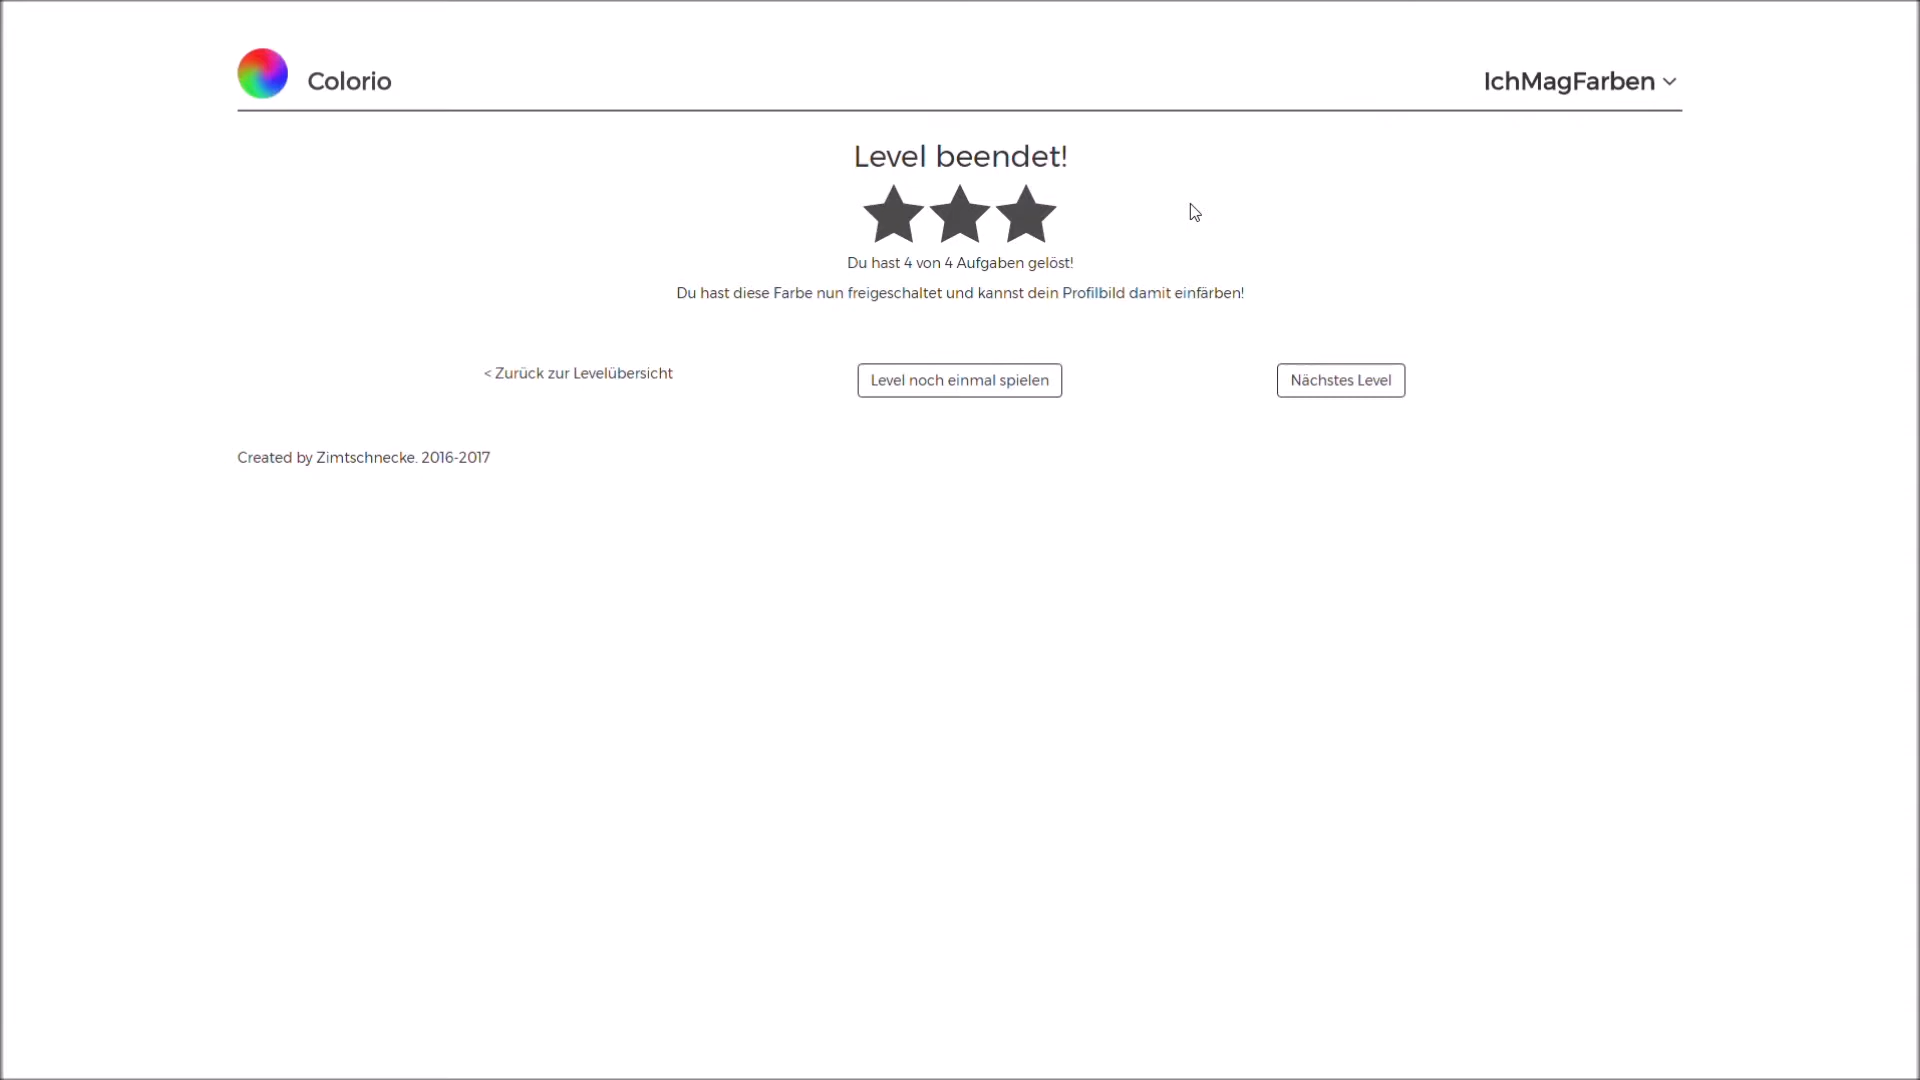 Colorio
IchMagFarben
Level beendet!
Du hast 4 von 4 Aufgaben gelöst!
Du hast diese Farbe nun freigeschaltet und kannst dein Profilbild damit einfärben!
< Zurück zur Levelübersicht
Level noch einmal spielen
Nächstes Level
Created by Zimtschnecke. 2016-2017